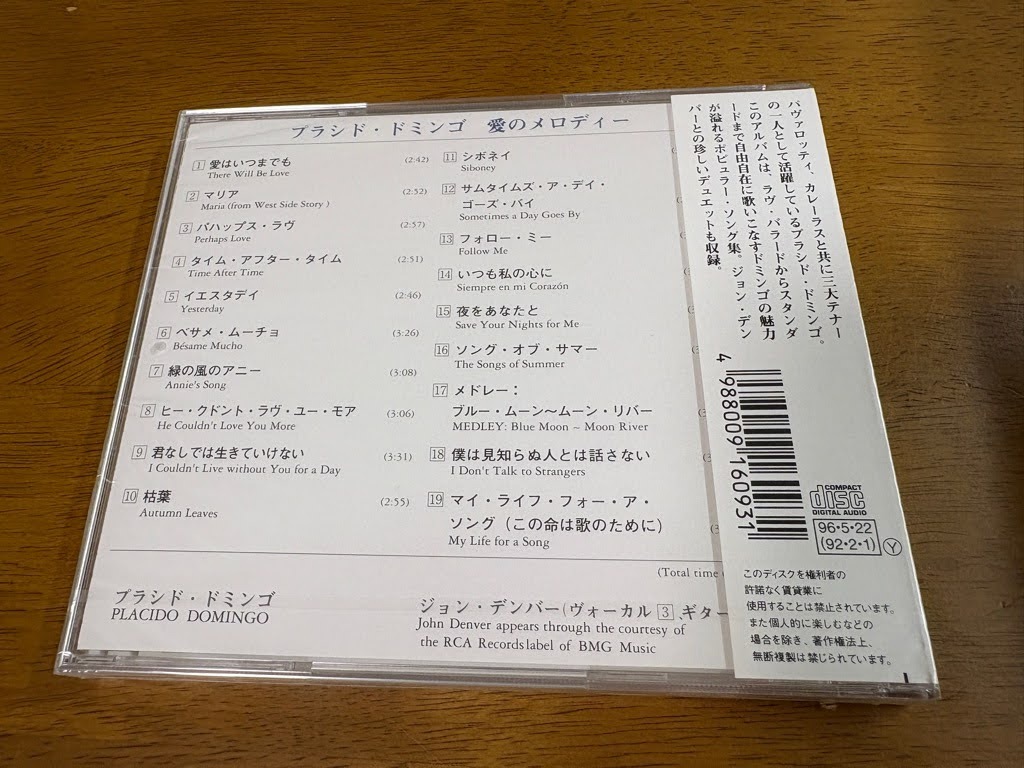 プラシド・ドミンゴ 愛のメロディー
1 愛はいつまでも (2:42)
There Will Be Love
2 マリア (2:52)
Maria (from West Side Story )
3 パハップス・ラヴ (2:57)
Perhaps Love
4 タイム・アフター・タイム (2:51)
Time After Time
5 イエスタデイ (2:46)
Yesterday
6 ベサメ・ムーチョ (3:26)
Bésame Mucho
7 緑の風のアニー (3:08)
Annie's Song
8 ヒー・クドント・ラヴ・ユー・モア (3:06)
He Couldn't Love You More
9 君なしでは生きていけない (3:31)
I Couldn't Live without You for a Day
10 枯葉 (2:55)
Autumn Leaves
11 シボネイ
Siboney
12 サムタイムズ・ア・デイ・
ゴーズ・バイ
Sometimes a Day Goes By
13 フォロー・ミー
Follow Me
14 いつも私の心に
Siempre en mi Corazón
15 夜をあなたと
Save Your Nights for Me
16 ソング・オブ・サマー
The Songs of Summer
17 メドレー：
ブルー・ムーン〜ムーン・リバー
MEDLEY: Blue Moon ~ Moon River
18 僕は見知らぬ人とは話さない
I Don't Talk to Strangers
19 マイ・ライフ・フォー・ア・
ソング（この命は歌のために）
My Life for a Song
(Total time
プラシド・ドミンゴ
PLACIDO DOMINGO
ジョン・デンバー(ヴォーカル 3、ギター
John Denver appears through the courtesy of
the RCA Recordslabel of BMG Music
パヴァロッティ、カレーラスと共に三大テナー
の一人として活躍しているプラシド・ドミンゴ。
このアルバムは、ラヴ・バラードからスタンダ
ードまで自由自在に歌いこなすドミンゴの魅力
が溢れるポピュラー・ソング集。ジョン・デン
バーとの珍しいデュエットも収録。
4 988009 160931
COMPACT
disc
DIGITAL AUDIO
96・5・22
(92・2・1)
Y
このディスクを権利者の
許諾なく賃貸業に
使用することは禁止されています。
また個人的に楽しむなどの
場合を除き、著作権法上、
無断複製は禁じられています。